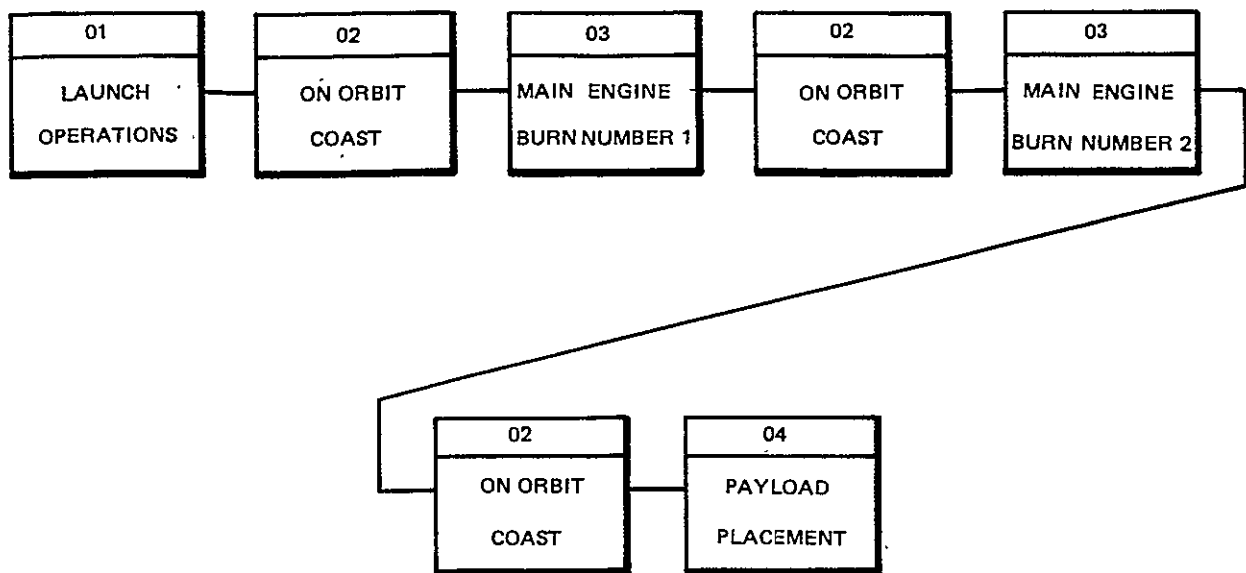 01
LAUNCH
OPERATIONS
02
ON ORBIT
COAST
03
MAIN ENGINE
BURN NUMBER 1
02
ON ORBIT
COAST
03
MAIN ENGINE
BURN NUMBER 2
02
ON ORBIT
COAST
04
PAYLOAD
PLACEMENT